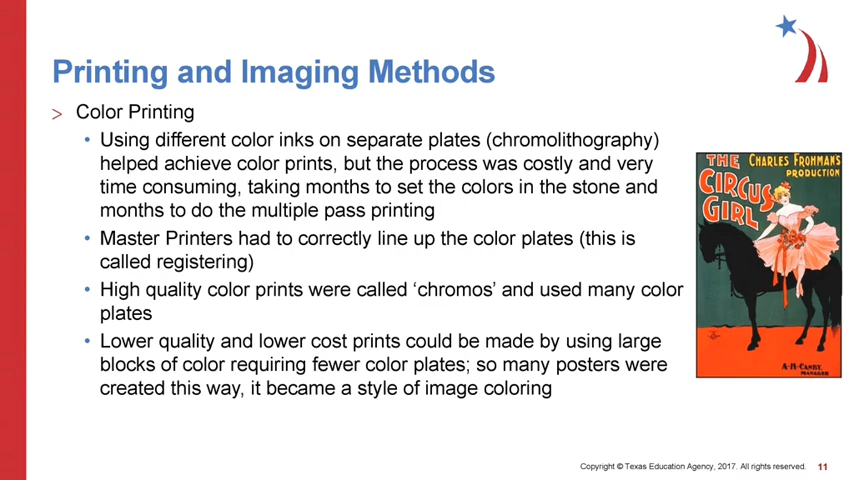 Printing and Imaging Methods
> Color Printing
• Using different color inks on separate plates (chromolithography)
helped achieve color prints, but the process was costly and very
time consuming, taking months to set the colors in the stone and
months to do the multiple pass printing
• Master Printers had to correctly line up the color plates (this is
called registering)
• High quality color prints were called ‘chromos’ and used many color
plates
• Lower quality and lower cost prints could be made by using large
blocks of color requiring fewer color plates; so many posters were
created this way, it became a style of image coloring
THE CHARLES FROHMAN'S
PRODUCTION
CIRCUS
GIRL
A·H·CANBY
MANAGER
Copyright © Texas Education Agency, 2017. All rights reserved. 11